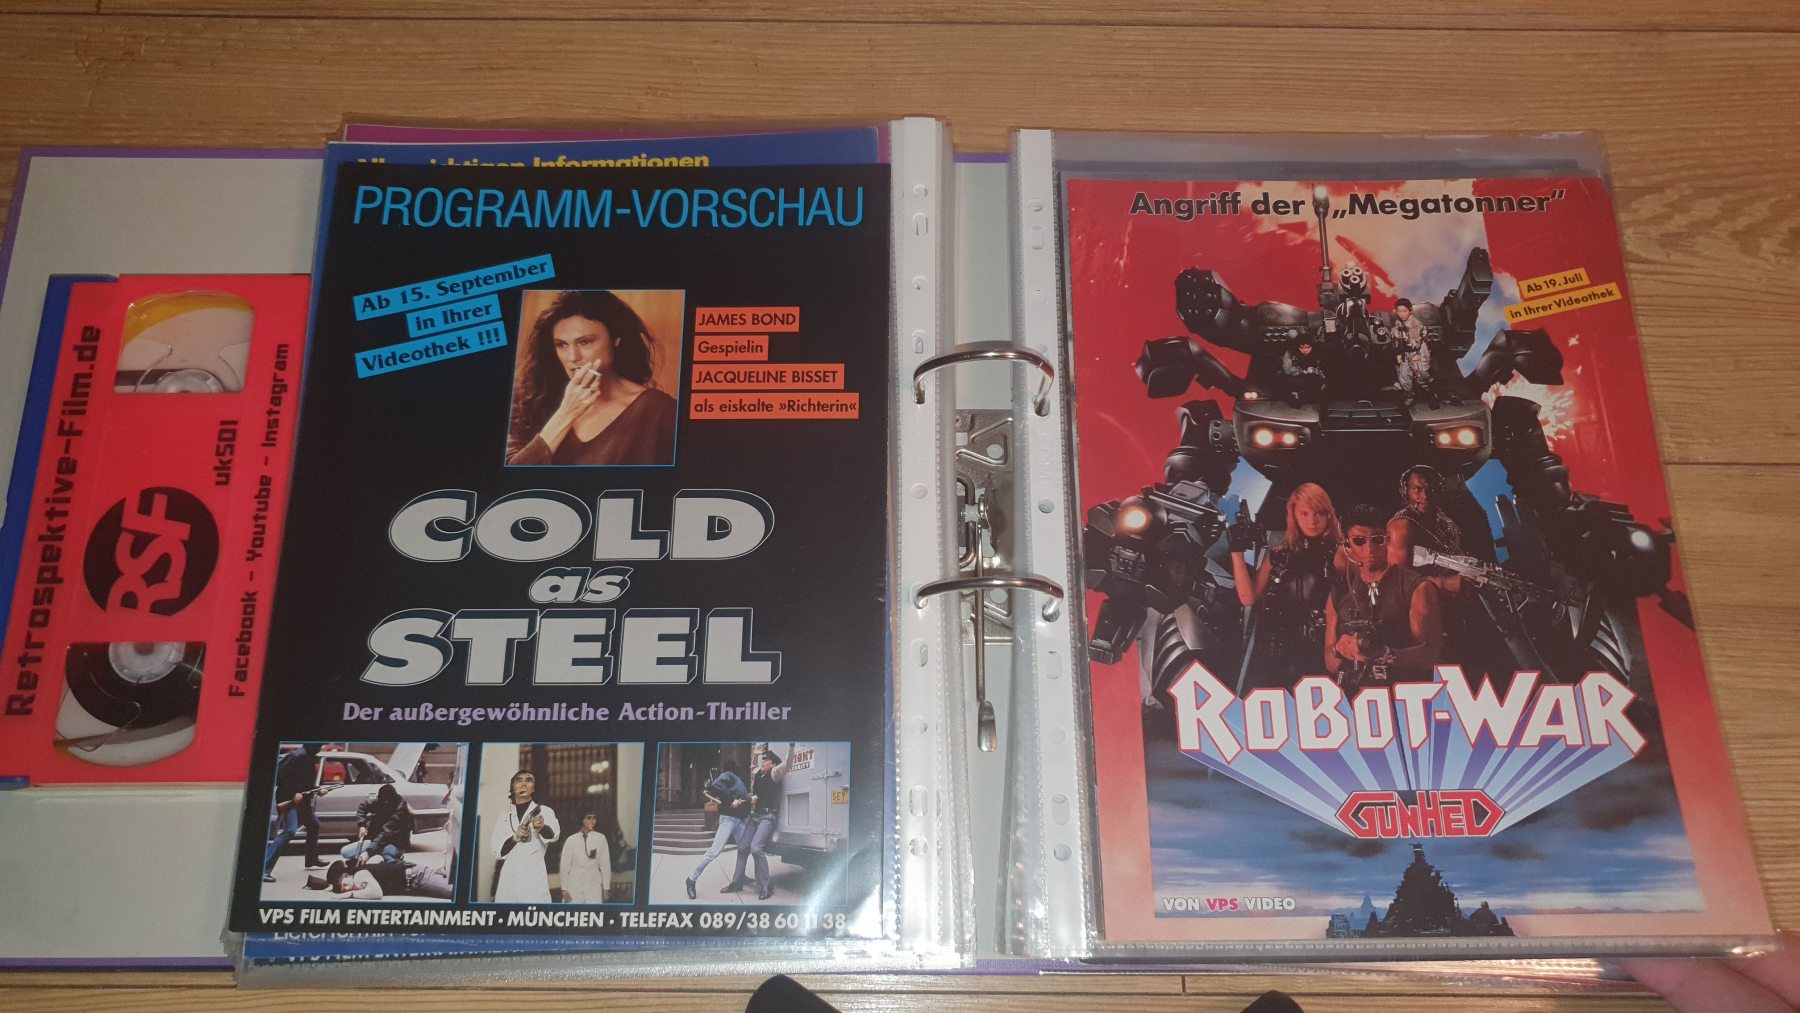 Retrospektive-Film.de
RSF
uk501
Facebook - Youtube - Instagram
Informationen
PROGRAMM-VORSCHAU
Ab 15. September
in Ihrer
Videothek !!!
JAMES BOND
Gespielin
JACQUELINE BISSET
als eiskalte »Richterin«
COLD
as
STEEL
Der außergewöhnliche Action-Thriller
VPS FILM ENTERTAINMENT · MÜNCHEN · TELEFAX 089/38 60 11 38
Angriff der „Megatonner”
Ab 19. Juli
in Ihrer Videothek
ROBOT-WAR
GUNHED
VON VPS VIDEO